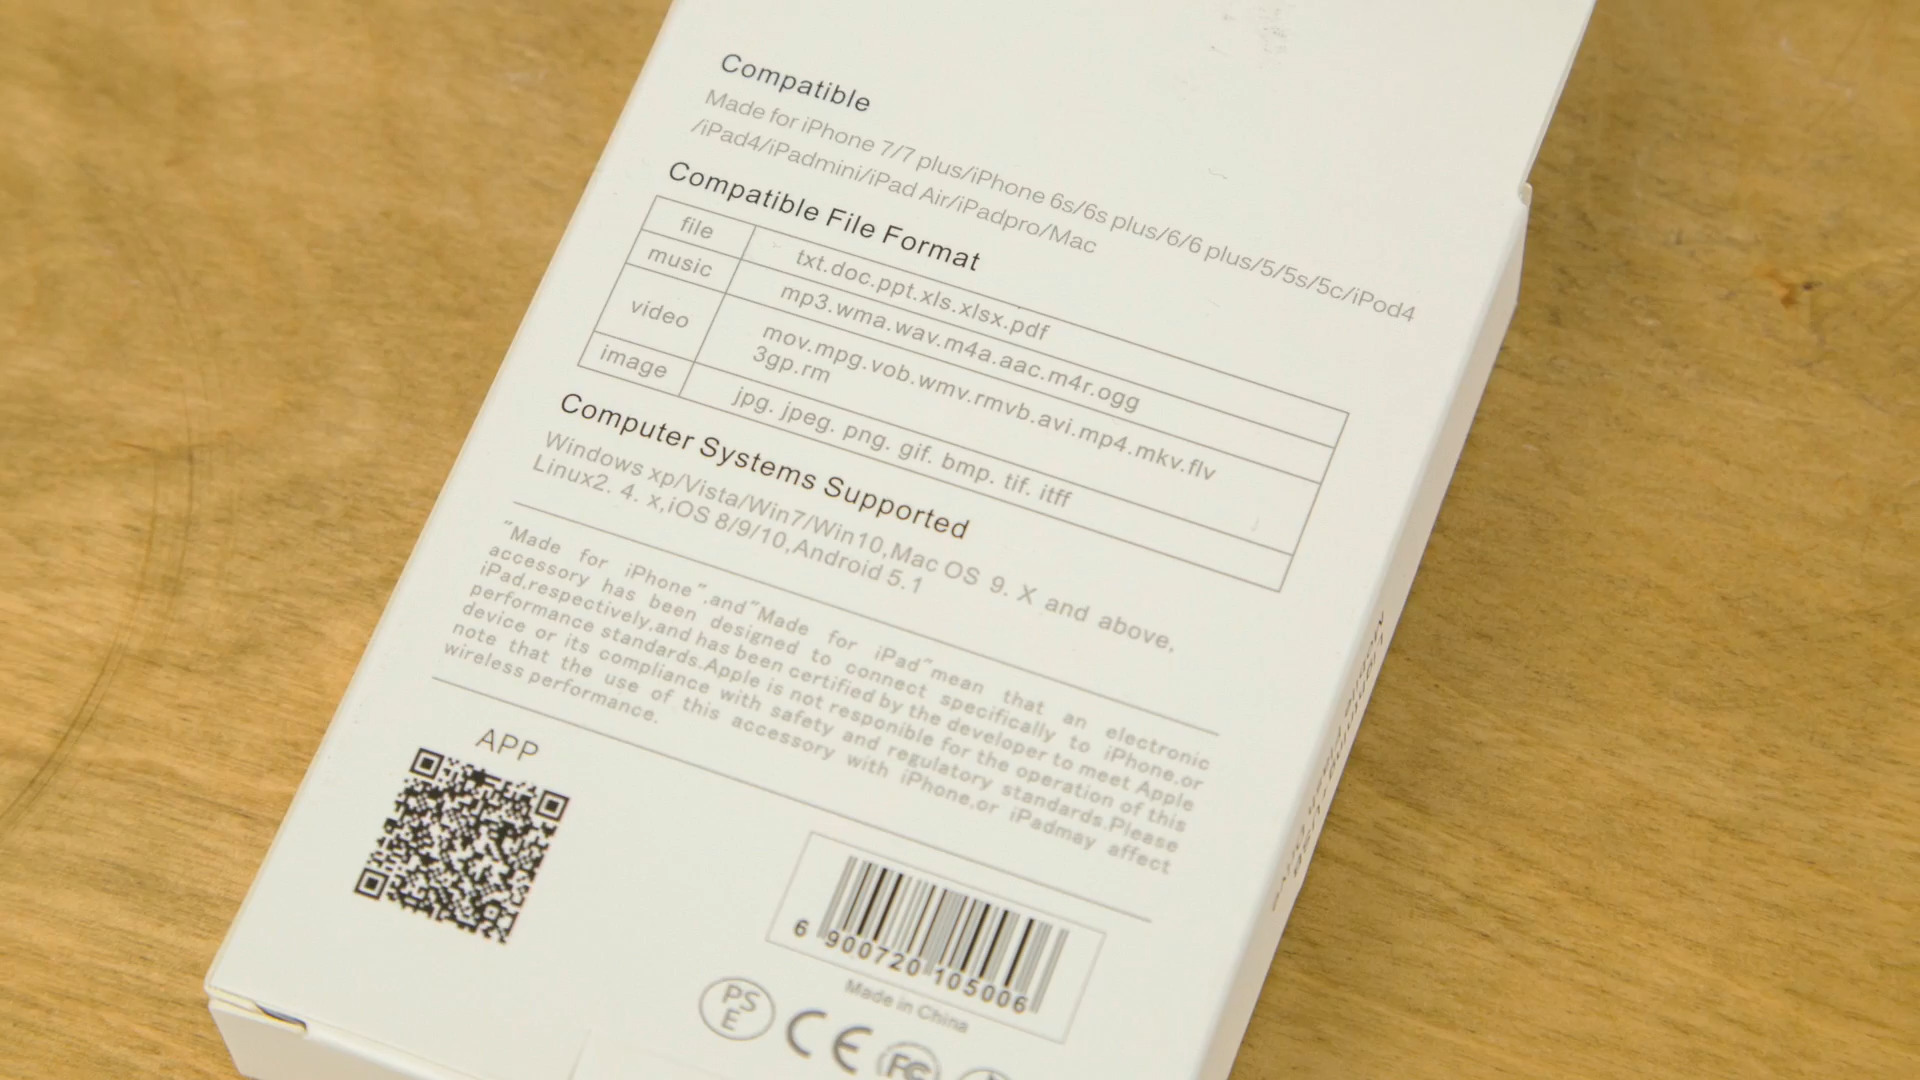 Compatible
Made for iPhone 7/7 plus/iPhone 6s/6s plus/6/6 plus/5/5s/5c/iPod4
/iPad4/iPadmini/iPad Air/iPadpro/Mac
Compatible File Format
file txt.doc.ppt.xls.xlsx.pdf
music mp3.wma.wav.m4a.aac.m4r.ogg
video mov.mpg.vob.wmv.rmvb.avi.mp4.mkv.flv
3gp.rm
image jpg. jpeg. png. gif. bmp. tif. itff
Computer Systems Supported
Windows xp/Vista/Win7/Win10,Mac OS 9. X and above,
Linux2. 4. x,iOS 8/9/10,Android 5.1
"Made for iPhone",and"Made for iPad"mean that an electronic
accessory has been designed to connect specifically to iPhone,or
iPad,respectively,and has been certified by the developer to meet Apple
performance standards.Apple is not responible for the operation of this
device or its compliance with safety and regulatory standards.Please
note that the use of this accessory with iPhone,or iPadmay affect
wireless performance.
APP
6 900720 105006
Made in China
PS
E
CE
FC